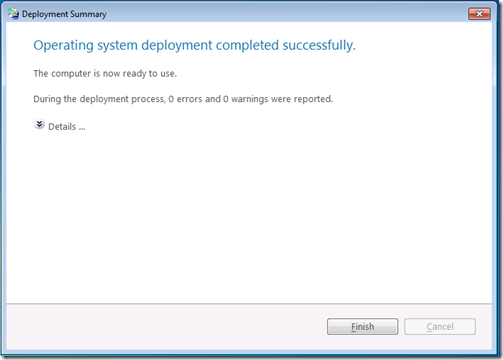 Deployment Summary
Operating system deployment completed successfully.
The computer is now ready to use.
During the deployment process, 0 errors and 0 warnings were reported.
Details ...
Finish
Cancel